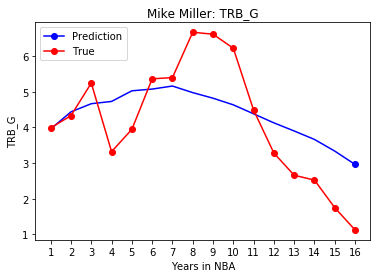 Mike Miller: TRB_G
Prediction
True
TRB_G
6
5
4
3
2
1
1 2 3 4 5 6 7 8 9 10 11 12 13 14 15 16
Years in NBA